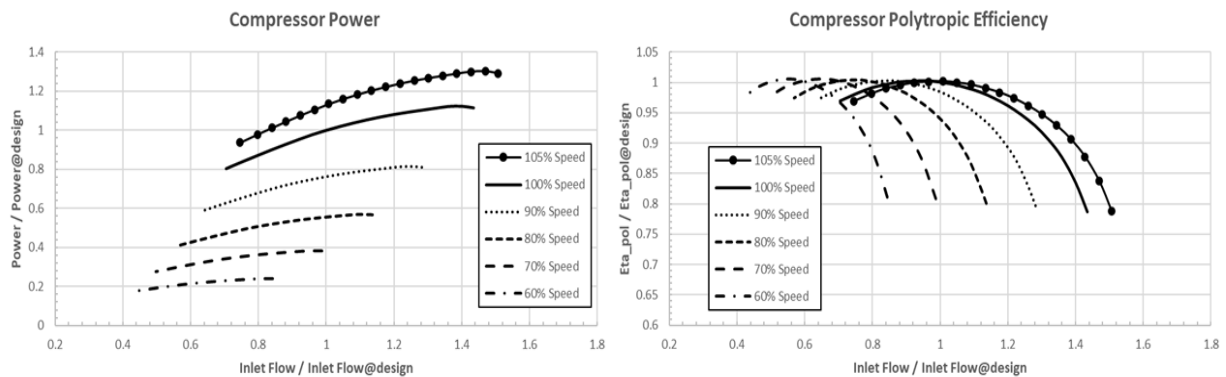 Compressor Power
1.4
1.2
1
0.8
0.6
0.4
0.2
0
Power / Power@design
0.2 0.4 0.6 0.8 1 1.2 1.4 1.6 1.8
Inlet Flow / Inlet Flow@design
105% Speed
100% Speed
90% Speed
80% Speed
70% Speed
60% Speed
Compressor Polytropic Efficiency
1.05
1
0.95
0.9
0.85
0.8
0.75
0.7
0.65
0.6
Eta_pol / Eta_pol@design
0.2 0.4 0.6 0.8 1 1.2 1.4 1.6 1.8
Inlet Flow / Inlet Flow@design
105% Speed
100% Speed
90% Speed
80% Speed
70% Speed
60% Speed